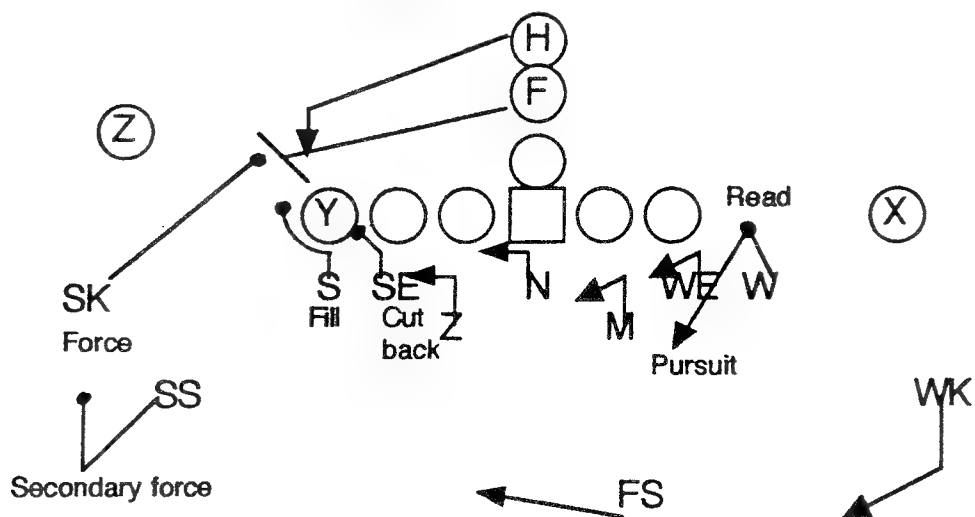 H
F
Z
Y
Read
X
SK
S
SE
N
WE
W
Fill
Cut
back
Z
M
Force
Pursuit
SS
WK
Secondary force
FS